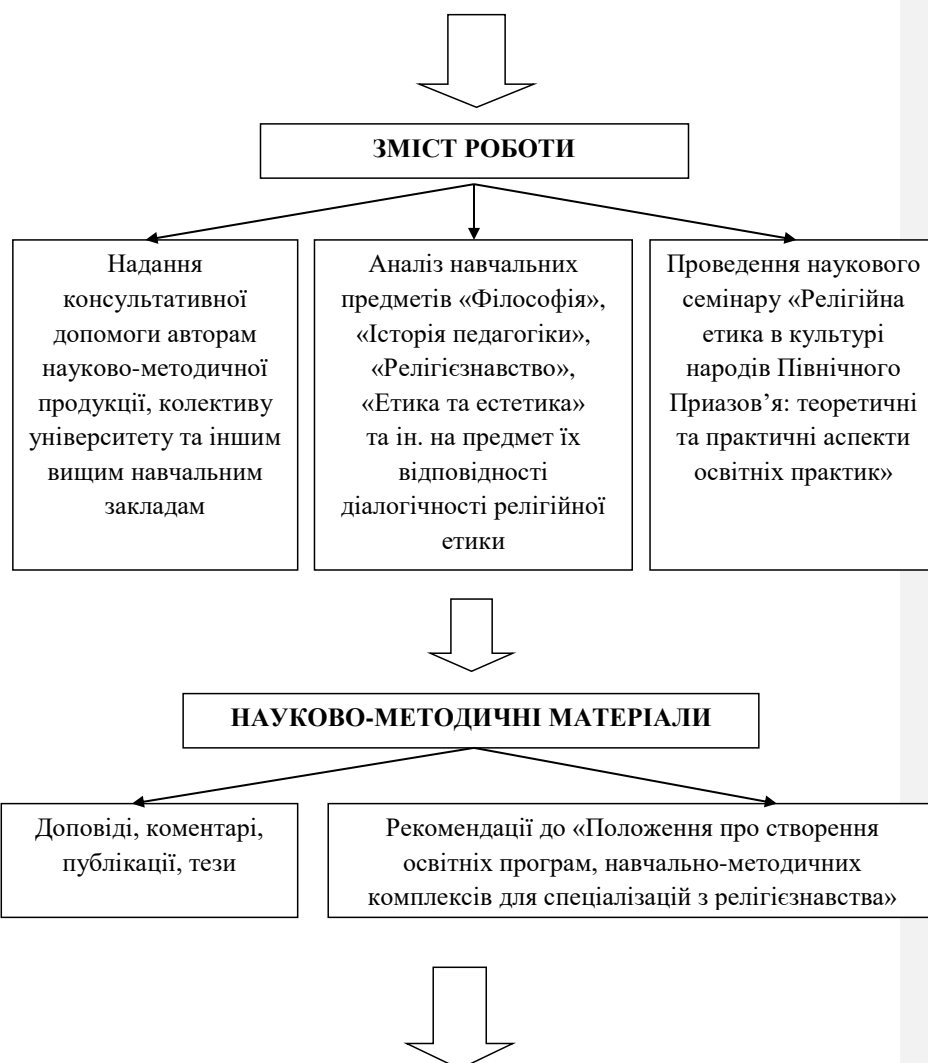 ЗМІСТ РОБОТИ
Надання
консультативної
допомоги авторам
науково-методичної
продукції, колективу
університету та іншим
вищим навчальним
закладам
Аналіз навчальних
предметів «Філософія»,
«Історія педагогіки»,
«Релігієзнавство»,
«Етика та естетика»
та ін. на предмет їх
відповідності
діалогічності релігійної
етики
Проведення наукового
семінару «Релігійна
етика в культурі
народів Північного
Приазов’я: теоретичні
та практичні аспекти
освітніх практик»
НАУКОВО-МЕТОДИЧНІ МАТЕРІАЛИ
Доповіді, коментарі,
публікації, тези
Рекомендації до «Положення про створення
освітніх програм, навчально-методичних
комплексів для спеціалізацій з релігієзнавства»